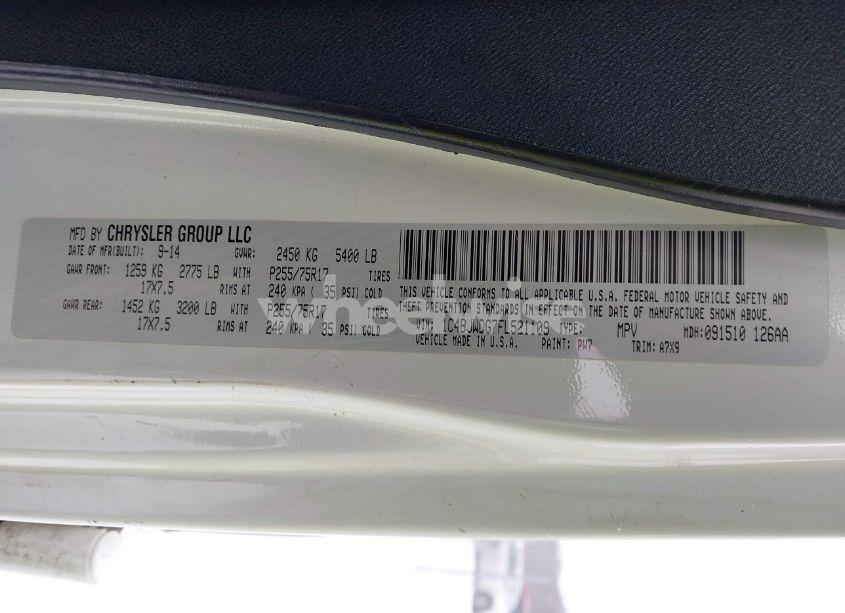 MFD BY CHRYSLER GROUP LLC
DATE OF MFR(BUILT): 9-14 GVWR: 2450 KG 5400 LB
GAWR FRONT: 1259 KG 2775 LB WITH P255/75R17 TIRES
17X7.5 RIMS AT 240 KPA ( 35 PSI) COLD
GAWR REAR: 1452 KG 3200 LB WITH P255/75R17 TIRES
17X7.5 RIMS AT 240 KPA ( 35 PSI) COLD
THIS VEHICLE CONFORMS TO ALL APPLICABLE U.S.A. FEDERAL MOTOR VEHICLE SAFETY AND
THEFT PREVENTION STANDARDS IN EFFECT ON THE DATE OF MANUFACTURE SHOWN ABOVE.
VIN: 1C4BJWDG7FL521109 TYPE: MPV MDH: 091510 126AA
VEHICLE MADE IN U.S.A. PAINT: PW7 TRIM: A7X9